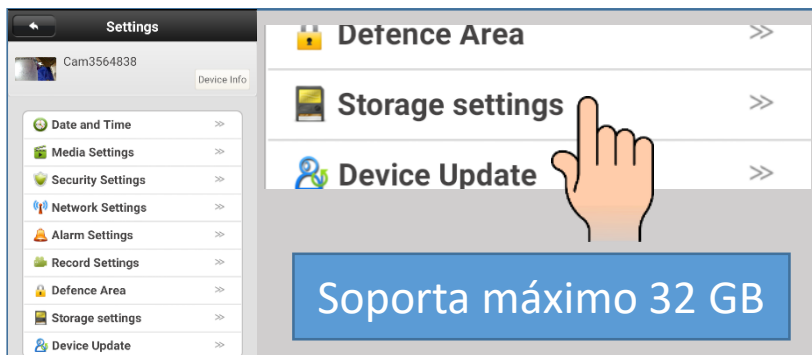 Settings
Cam3564838
Device Info
Date and Time
Media Settings
Security Settings
Network Settings
Alarm Settings
Record Settings
Defence Area
Storage settings
Device Update
Defence Area
Storage settings
Device Update
Soporta máximo 32 GB